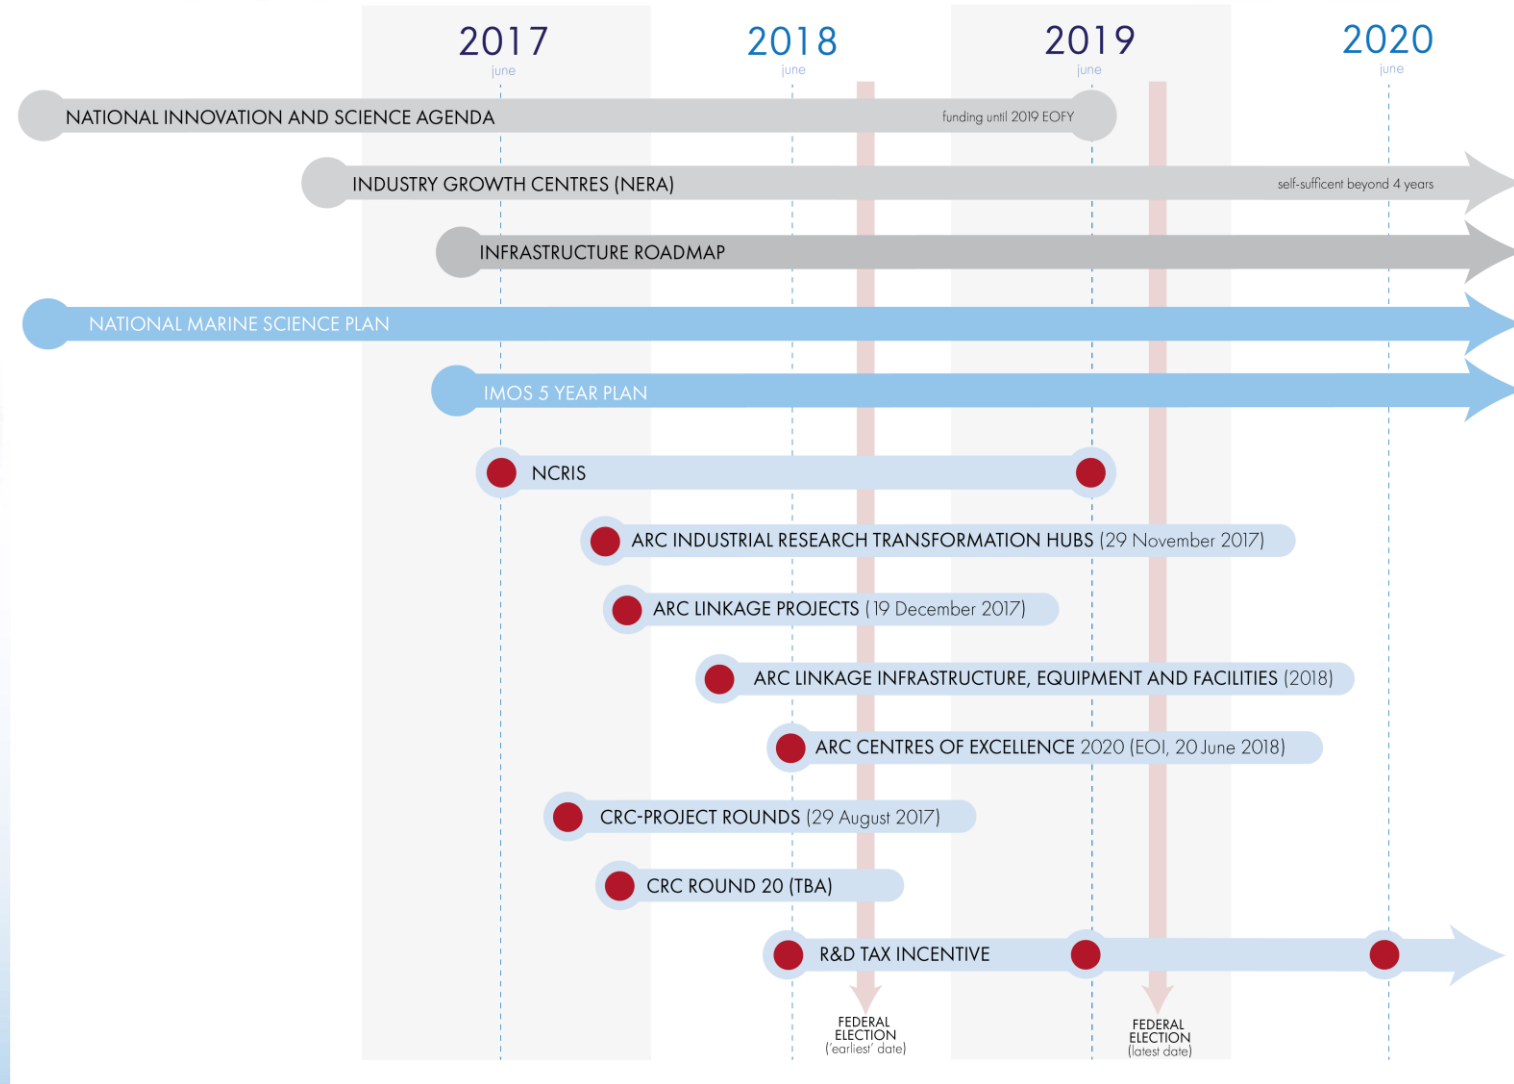 2017
2018
2019
2020
june
june
june
june
NATIONAL INNOVATION AND SCIENCE AGENDA
funding until 2019 EOFY
INDUSTRY GROWTH CENTRES (NERA)
self-sufficent beyond 4 years
INFRASTRUCTURE ROADMAP
NATIONAL MARINE SCIENCE PLAN
IMOS 5 YEAR PLAN
NCRIS
ARC INDUSTRIAL RESEARCH TRANSFORMATION HUBS (29 November 2017)
ARC LINKAGE PROJECTS (19 December 2017)
ARC LINKAGE INFRASTRUCTURE, EQUIPMENT AND FACILITIES (2018)
ARC CENTRES OF EXCELLENCE 2020 (EOI, 20 June 2018)
CRC-PROJECT ROUNDS (29 August 2017)
CRC ROUND 20 (TBA)
R&D TAX INCENTIVE
FEDERAL
ELECTION
('earliest' date)
FEDERAL
ELECTION
(latest date)